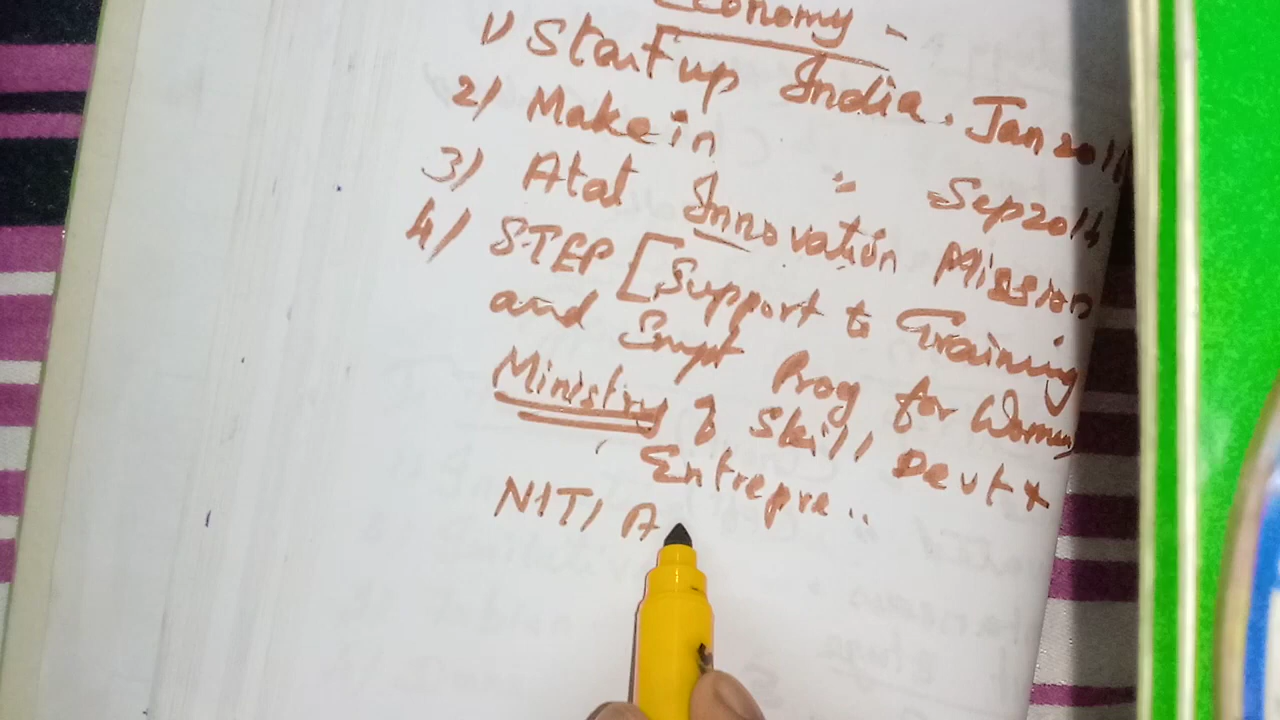 Economy -
1) Startup India. Jan 2016
2) Make in " Sep 2014
3) Atal Innovation Mission
4) STEP [Support to Training
and Empt Prog for Women
Ministry of Skill Devt &
Entrepre..
NITI A